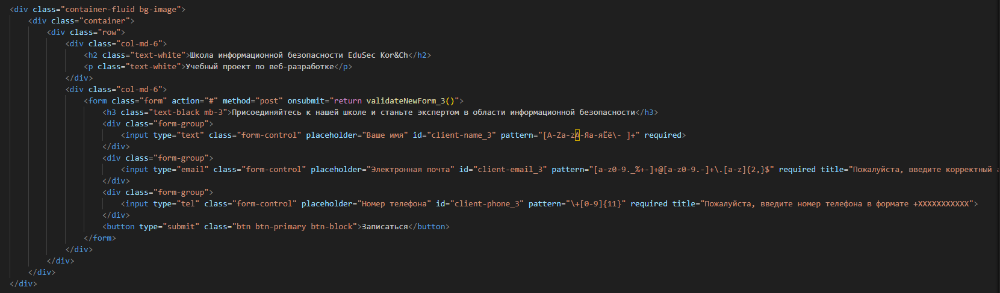 <div class="container-fluid bg-image">
<div class="container">
<div class="row">
<div class="col-md-6">
<h2 class="text-white">Школа информационной безопасности EduSec Kor&Ch</h2>
<p class="text-white">Учебный проект по веб-разработке</p>
</div>
<div class="col-md-6">
<form class="form" action="#" method="post" onsubmit="return validateNewForm_3()">
<h3 class="text-black mb-3">Присоединяйтесь к нашей школе и станьте экспертом в области информационной безопасности</h3>
<div class="form-group">
<input type="text" class="form-control" placeholder="Ваше имя" id="client-name_3" pattern="[A-Za-zА-Яа-яЁё\- ]+" required>
</div>
<div class="form-group">
<input type="email" class="form-control" placeholder="Электронная почта" id="client-email_3" pattern="[a-z0-9._%+-]+@[a-z0-9.-]+\.[a-z]{2,}$" required title="Пожалуйста, введите корректный
</div>
<div class="form-group">
<input type="tel" class="form-control" placeholder="Номер телефона" id="client-phone_3" pattern="\+[0-9]{11}" required title="Пожалуйста, введите номер телефона в формате +XXXXXXXXXXX">
</div>
<button type="submit" class="btn btn-primary btn-block">Записаться</button>
</form>
</div>
</div>
</div>
</div>